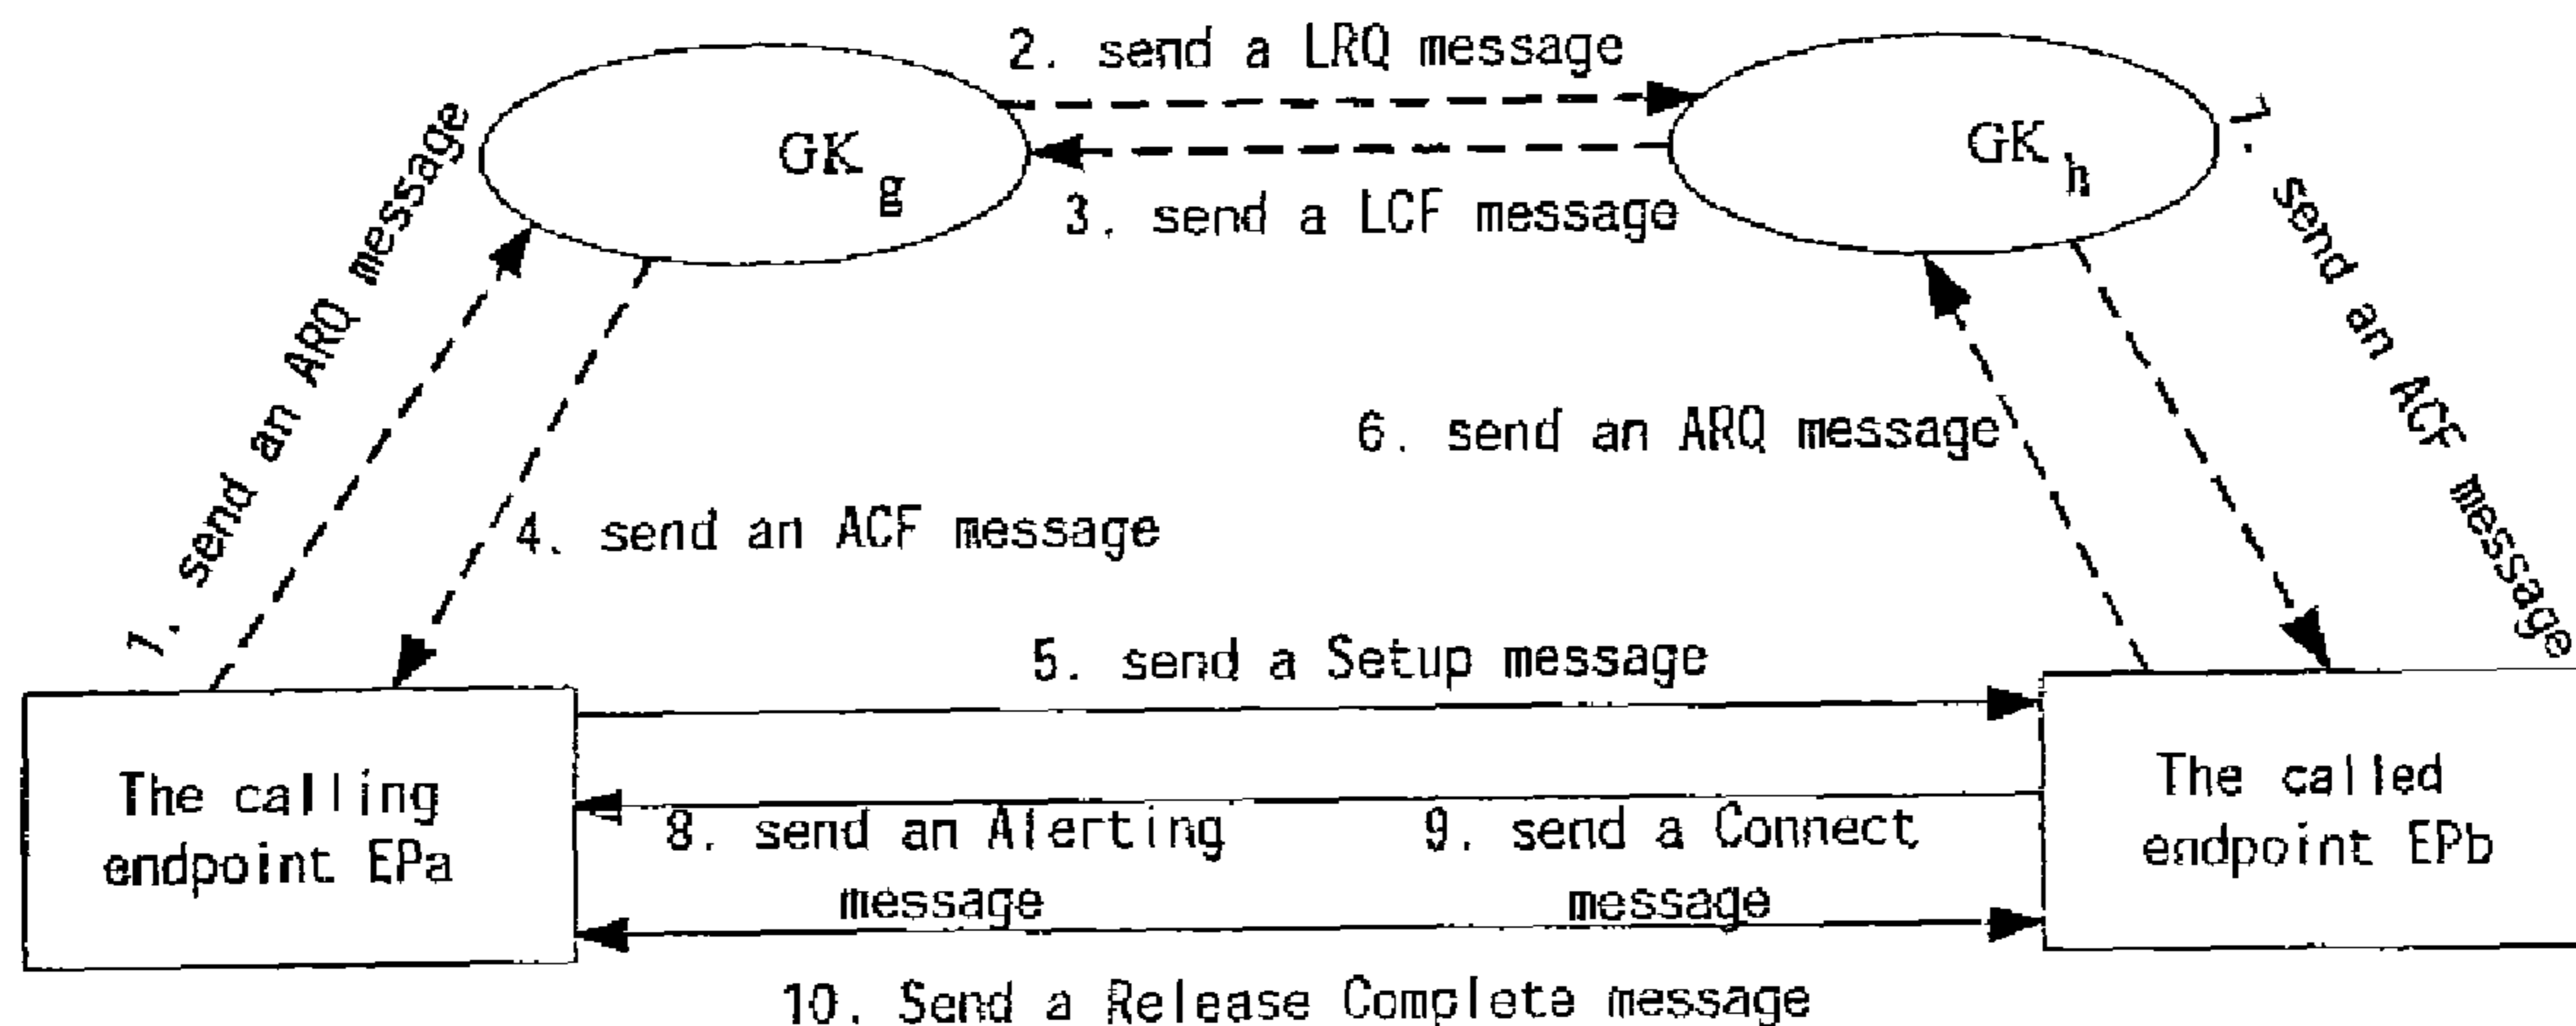 2. send a LRQ message
GK g
GK h
3. send a LCF message
1. send an ARQ message
7. send an ACF message
6. send an ARQ message
4. send an ACF message
5. send a Setup message
The calling
endpoint EPa
The called
endpoint EPb
8. send an Alerting
message
9. send a Connect
message
10. Send a Release Complete message